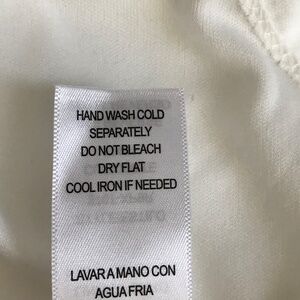 HAND WASH COLD
SEPARATELY
DO NOT BLEACH
DRY FLAT
COOL IRON IF NEEDED
LAVAR A MANO CON
AGUA FRIA